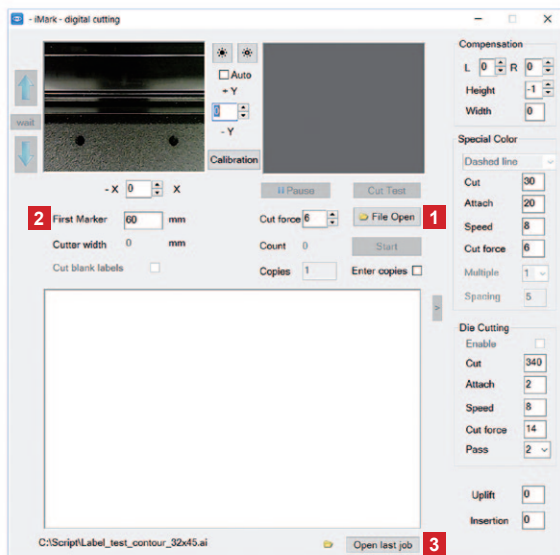 - iMark - digital cutting
Auto
+ Y
0
- Y
wait
Calibration
- X 0 X
Pause
Cut Test
2 First Marker 60 mm
Cut force 6
File Open 1
Cutter width 0 mm
Count 0
Start
Cut blank labels
Copies 1
Enter copies
>
Compensation
L 0 R 0
Height -1
Width 0
Special Color
Dashed line
Cut 30
Attach 20
Speed 8
Cut force 6
Multiple 1
Spacing 5
Die Cutting
Enable
Cut 340
Attach 2
Speed 8
Cut force 14
Pass 2
Uplift 0
Insertion 0
C:\Script\Label_test_contour_32x45.ai
Open last job 3